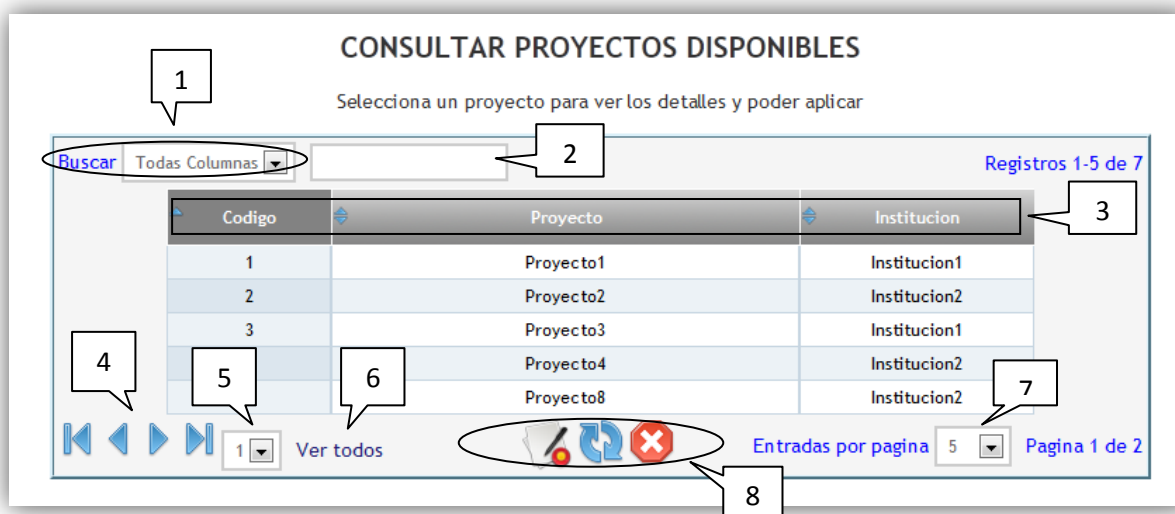 CONSULTAR PROYECTOS DISPONIBLES
1
Selecciona un proyecto para ver los detalles y poder aplicar
Buscar Todas Columnas 2 Registros 1-5 de 7
Codigo Proyecto Institucion 3
1 Proyecto1 Institucion1
2 Proyecto2 Institucion2
3 Proyecto3 Institucion1
Proyecto4 Institucion2
Proyecto8 Institucion2
4 5 6 7
1 Ver todos Entradas por pagina 5 Pagina 1 de 2
8